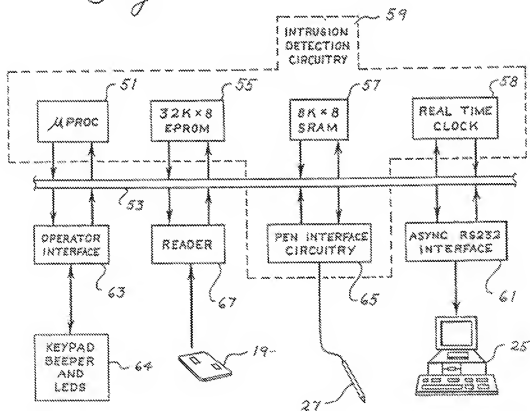 59
INTRUSION
DETECTION
CIRCUITRY
51
μPROC
55
32K×8
EPROM
57
8K×8
SRAM
58
REAL TIME
CLOCK
53
OPERATOR
INTERFACE
63
READER
67
PEN INTERFACE
CIRCUITRY
65
ASYNC RS232
INTERFACE
61
KEYPAD
BEEPER
AND
LEDS
64
19
27
25